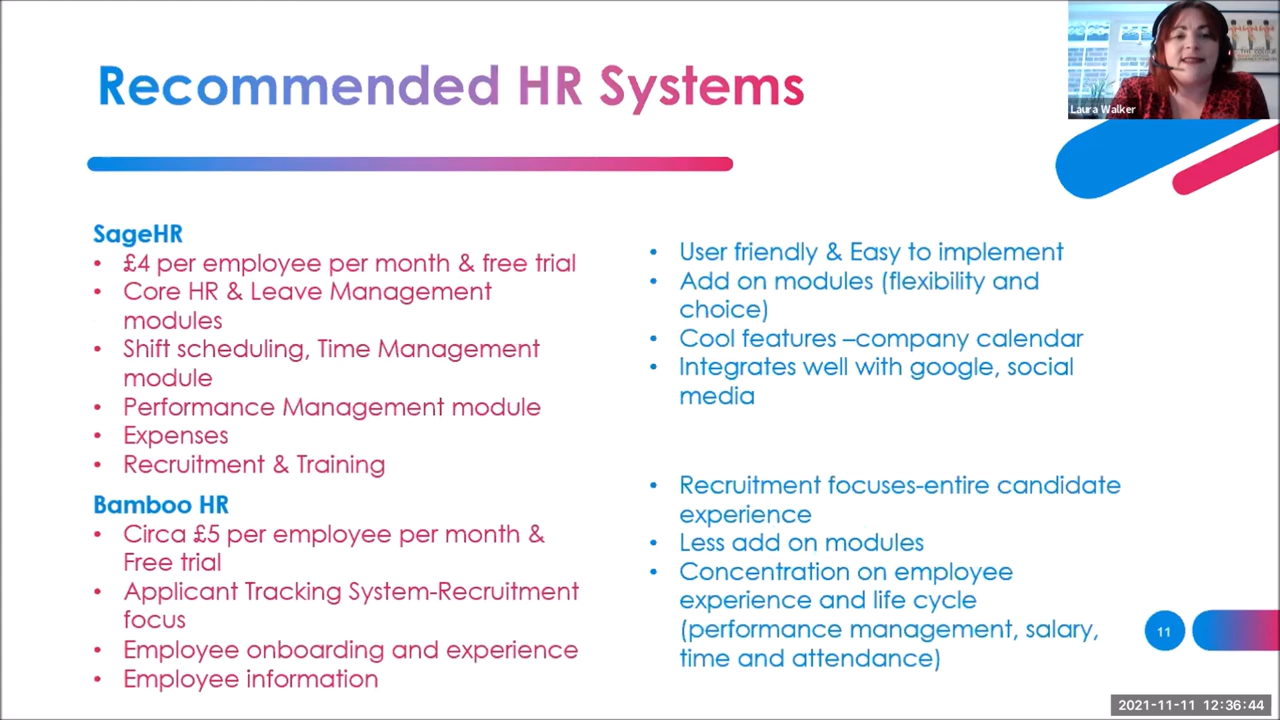 Recommended HR Systems
Laura Walker
SageHR
• £4 per employee per month & free trial
• Core HR & Leave Management
modules
• Shift scheduling, Time Management
module
• Performance Management module
• Expenses
• Recruitment & Training
Bamboo HR
• Circa £5 per employee per month &
Free trial
• Applicant Tracking System-Recruitment
focus
• Employee onboarding and experience
• Employee information
• User friendly & Easy to implement
• Add on modules (flexibility and
choice)
• Cool features –company calendar
• Integrates well with google, social
media
• Recruitment focuses-entire candidate
experience
• Less add on modules
• Concentration on employee
experience and life cycle
(performance management, salary,
time and attendance)
11
2021-11-11 12:36:44